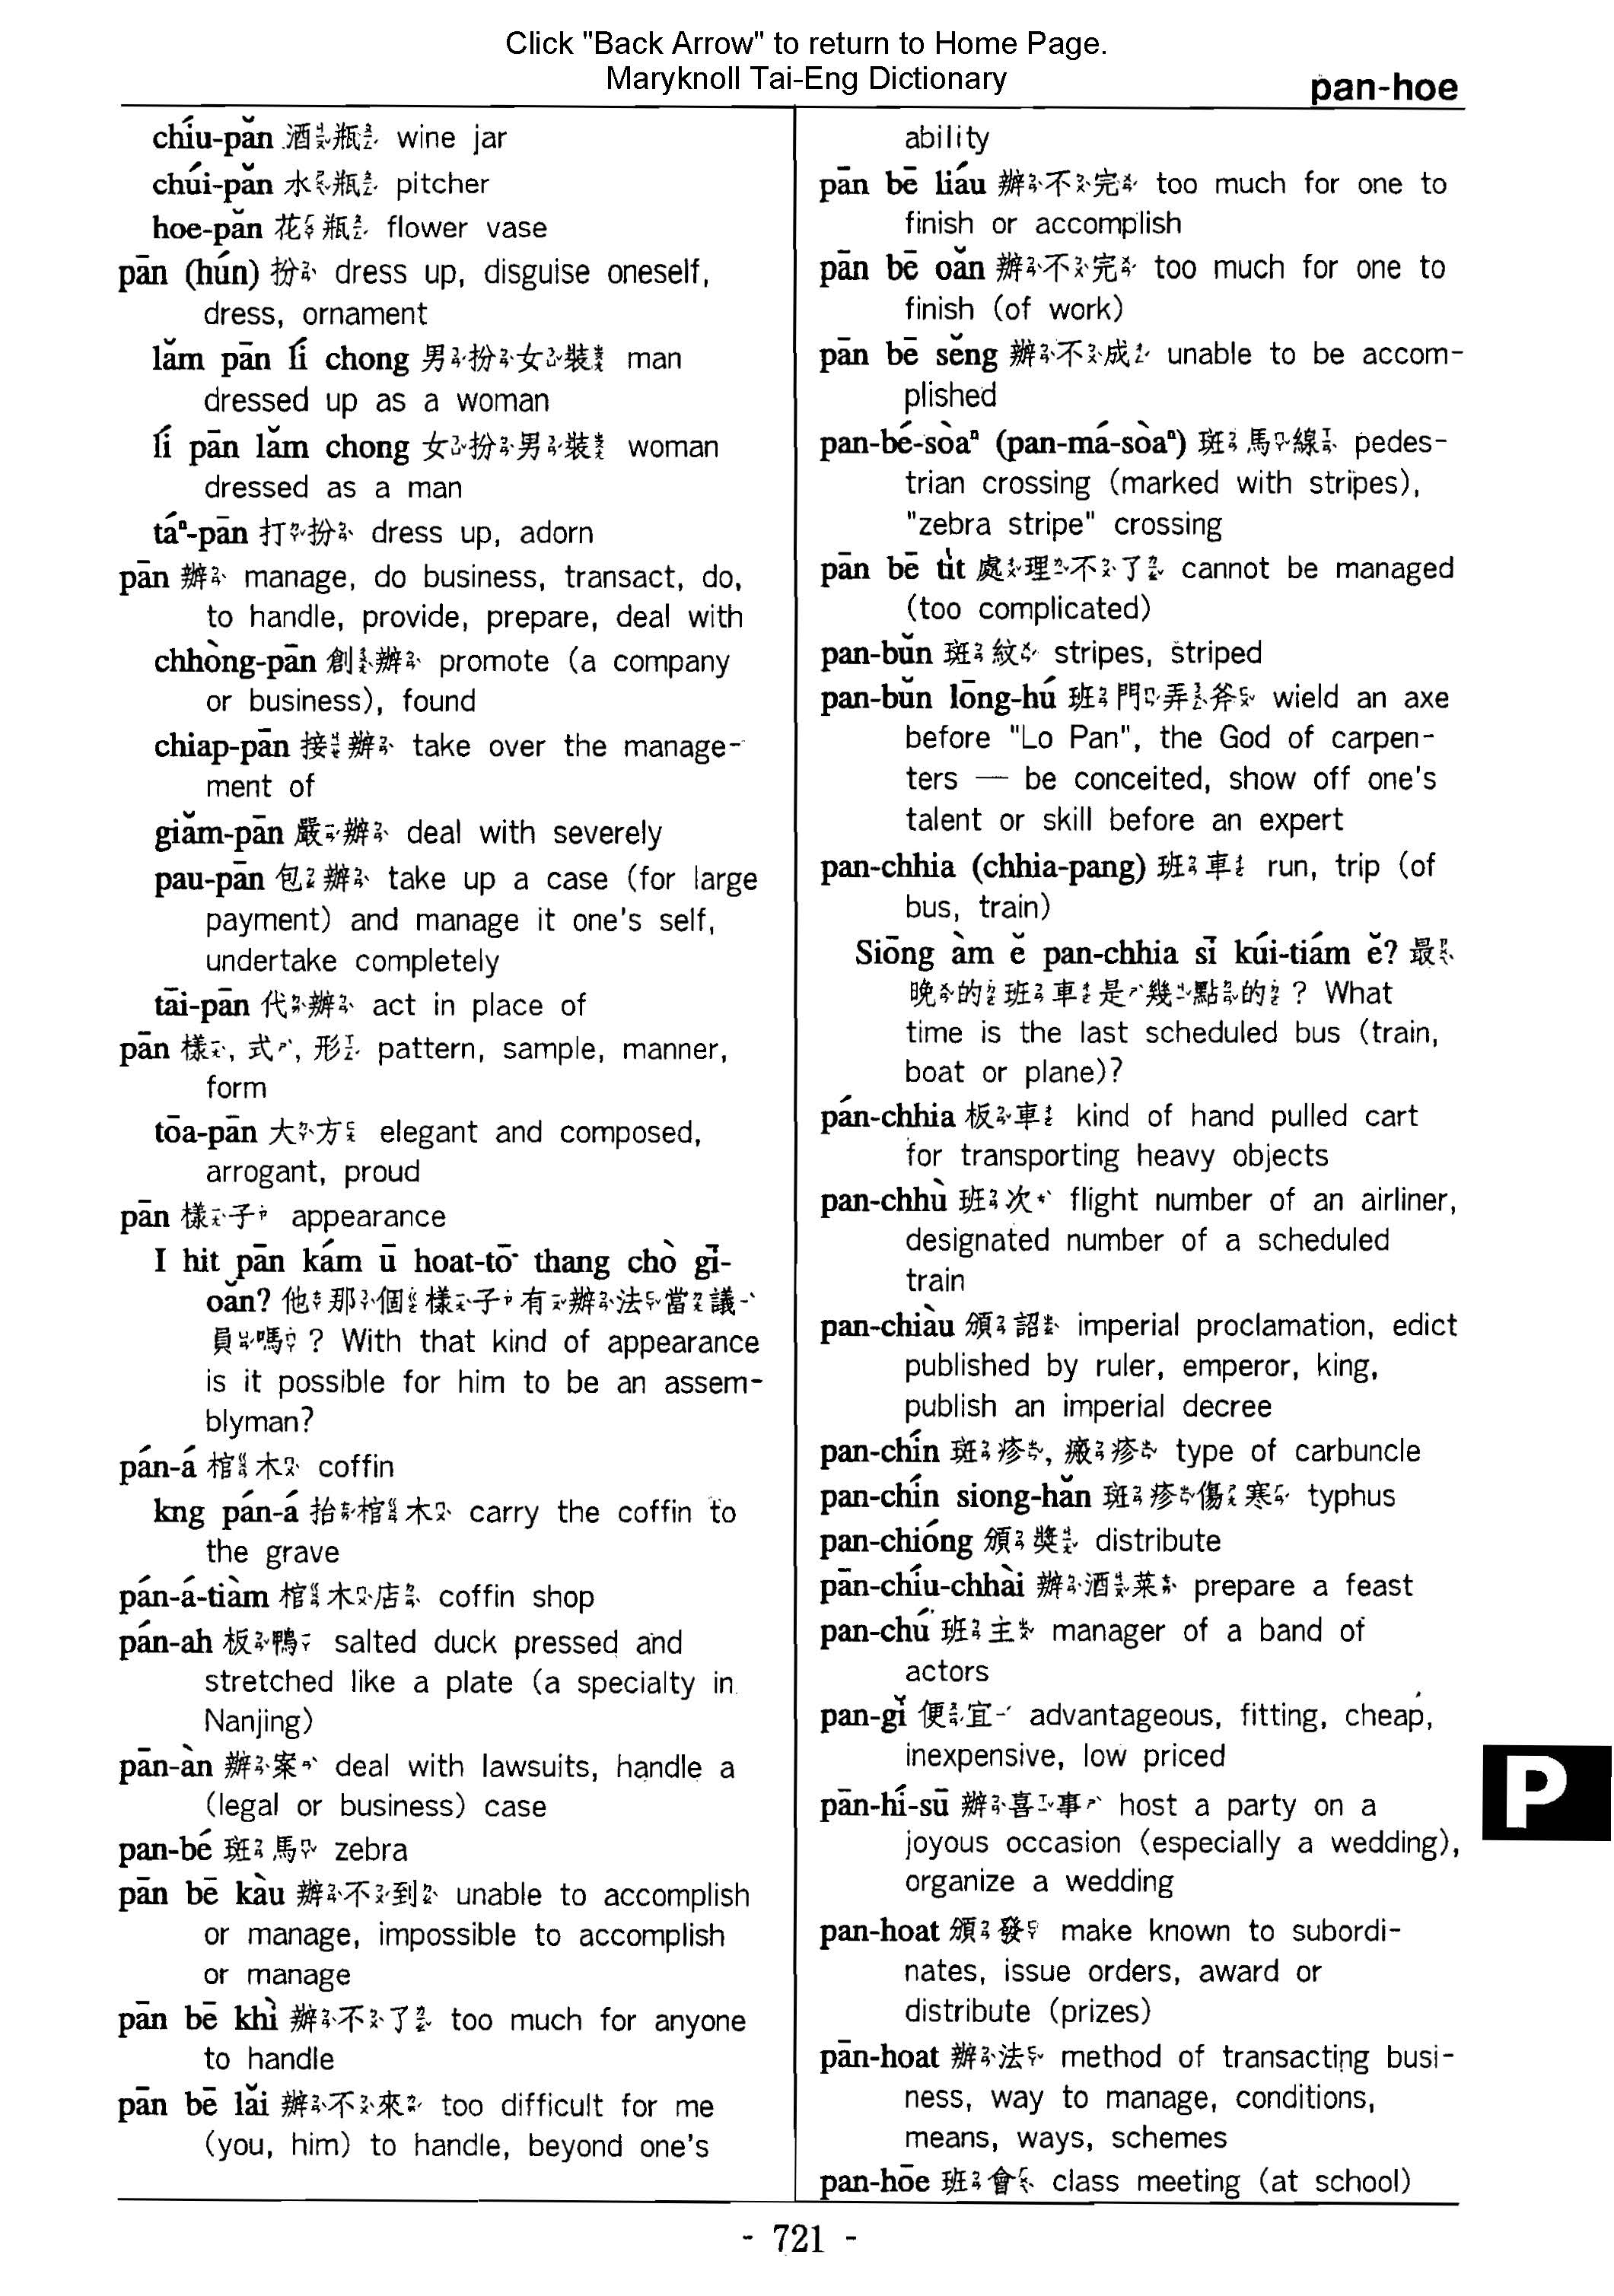 Click "Back Arrow" to return to Home Page.
Maryknoll Tai-Eng Dictionary
pan-hoe
chíu-pǎn 酒瓶 wine jar
chúi-pǎn 水瓶 pitcher
hoe-pǎn 花瓶 flower vase
pān (hún) 扮 dress up, disguise oneself,
dress, ornament
lǎm pān lí chong 男扮女裝 man
dressed up as a woman
lí pān lǎm chong 女扮男裝 woman
dressed as a man
táⁿ-pān 打扮 dress up, adorn
pān 辦 manage, do business, transact, do,
to handle, provide, prepare, deal with
chhòng-pān 創辦 promote (a company
or business), found
chiap-pān 接辦 take over the manage-
ment of
giǎm-pān 嚴辦 deal with severely
pau-pān 包辦 take up a case (for large
payment) and manage it one's self,
undertake completely
tāi-pān 代辦 act in place of
pān 樣, 式, 形 pattern, sample, manner,
form
tōa-pān 大方 elegant and composed,
arrogant, proud
pān 樣子 appearance
I hit pān kám ū hoat-tō͘ thang chò gī-
oǎn? 他那個樣子有辦法當議
員嗎? With that kind of appearance
is it possible for him to be an assem-
blyman?
pán-á 棺木 coffin
kng pán-á 抬棺木 carry the coffin to
the grave
pán-á-tiàm 棺木店 coffin shop
pán-ah 板鴨 salted duck pressed and
stretched like a plate (a specialty in
Nanjing)
pān-àn 辦案 deal with lawsuits, handle a
(legal or business) case
pan-bé 斑馬 zebra
pān bē kàu 辦不到 unable to accomplish
or manage, impossible to accomplish
or manage
pān bē khì 辦不了 too much for anyone
to handle
pān bē lǎi 辦不來 too difficult for me
(you, him) to handle, beyond one's
ability
pān bē liáu 辦不完 too much for one to
finish or accomplish
pān bē oǎn 辦不完 too much for one to
finish (of work)
pān bē sěng 辦不成 unable to be accom-
plished
pan-bé-sòaⁿ (pan-má-sòaⁿ) 斑馬線 pedes-
trian crossing (marked with stripes),
"zebra stripe" crossing
pān bē ti̍t 處理不了 cannot be managed
(too complicated)
pan-bǔn 斑紋 stripes, striped
pan-bǔn lōng-hú 班門弄斧 wield an axe
before "Lo Pan", the God of carpen-
ters — be conceited, show off one's
talent or skill before an expert
pan-chhia (chhia-pang) 班車 run, trip (of
bus, train)
Siōng àm ě pan-chhia sī kúi-tiám ě? 最
晚的班車是幾點的? What
time is the last scheduled bus (train,
boat or plane)?
pán-chhia 板車 kind of hand pulled cart
for transporting heavy objects
pan-chhù 班次 flight number of an airliner,
designated number of a scheduled
train
pan-chiàu 頒詔 imperial proclamation, edict
published by ruler, emperor, king,
publish an imperial decree
pan-chín 斑疹, 瘢疹 type of carbuncle
pan-chín siong-hǎn 斑疹傷寒 typhus
pan-chióng 頒獎 distribute
pān-chíu-chhài 辦酒菜 prepare a feast
pan-chú 班主 manager of a band of
actors
pan-gǐ 便宜 advantageous, fitting, cheap,
inexpensive, low priced
pān-hí-sū 辦喜事 host a party on a
joyous occasion (especially a wedding),
organize a wedding
pan-hoat 頒發 make known to subordi-
nates, issue orders, award or
distribute (prizes)
pān-hoat 辦法 method of transacting busi-
ness, way to manage, conditions,
means, ways, schemes
pan-hōe 班會 class meeting (at school)
P
- 721 -